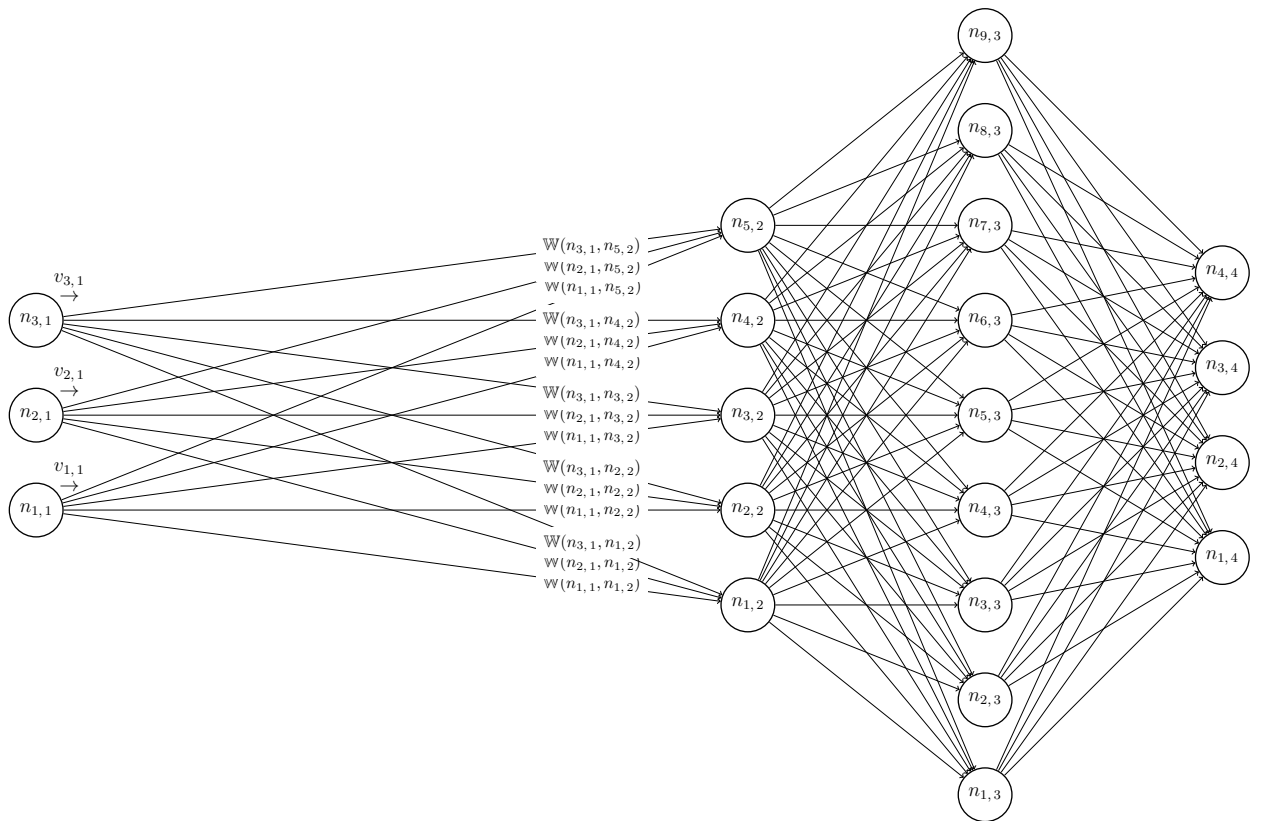 n9,3
n8,3
n5,2
n7,3
𝕎(n3,1, n5,2)
𝕎(n2,1, n5,2)
n4,4
v3,1
→
𝕎(n1,1, n5,2)
n3,1
𝕎(n3,1, n4,2)
n4,2
n6,3
𝕎(n2,1, n4,2)
𝕎(n1,1, n4,2)
n3,4
v2,1
→
𝕎(n3,1, n3,2)
n2,1
𝕎(n2,1, n3,2)
n3,2
n5,3
𝕎(n1,1, n3,2)
n2,4
v1,1
→
𝕎(n3,1, n2,2)
𝕎(n2,1, n2,2)
n1,1
𝕎(n1,1, n2,2)
n2,2
n4,3
𝕎(n3,1, n1,2)
n1,4
𝕎(n2,1, n1,2)
𝕎(n1,1, n1,2)
n1,2
n3,3
n2,3
n1,3